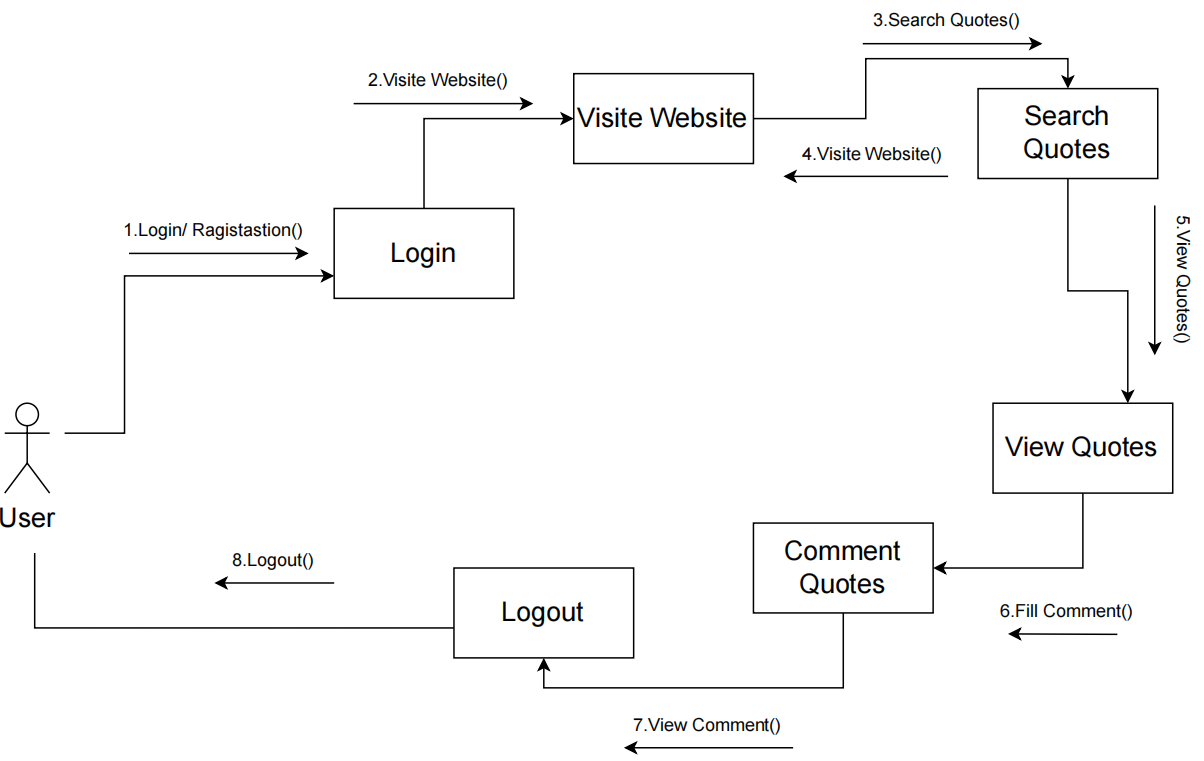 3.Search Quotes()
2.Visite Website()
Visite Website
Search
Quotes
4.Visite Website()
1.Login/ Ragistastion()
Login
5.View Quotes()
View Quotes
User
8.Logout()
Logout
Comment
Quotes
6.Fill Comment()
7.View Comment()